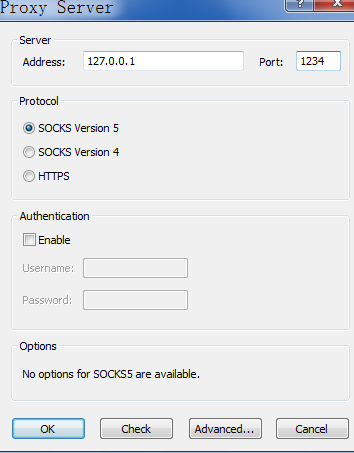 Proxy Server
Server
Address: 127.0.0.1 Port: 1234
Protocol
SOCKS Version 5
SOCKS Version 4
HTTPS
Authentication
Enable
Username:
Password:
Options
No options for SOCKS5 are available.
OK Check Advanced... Cancel